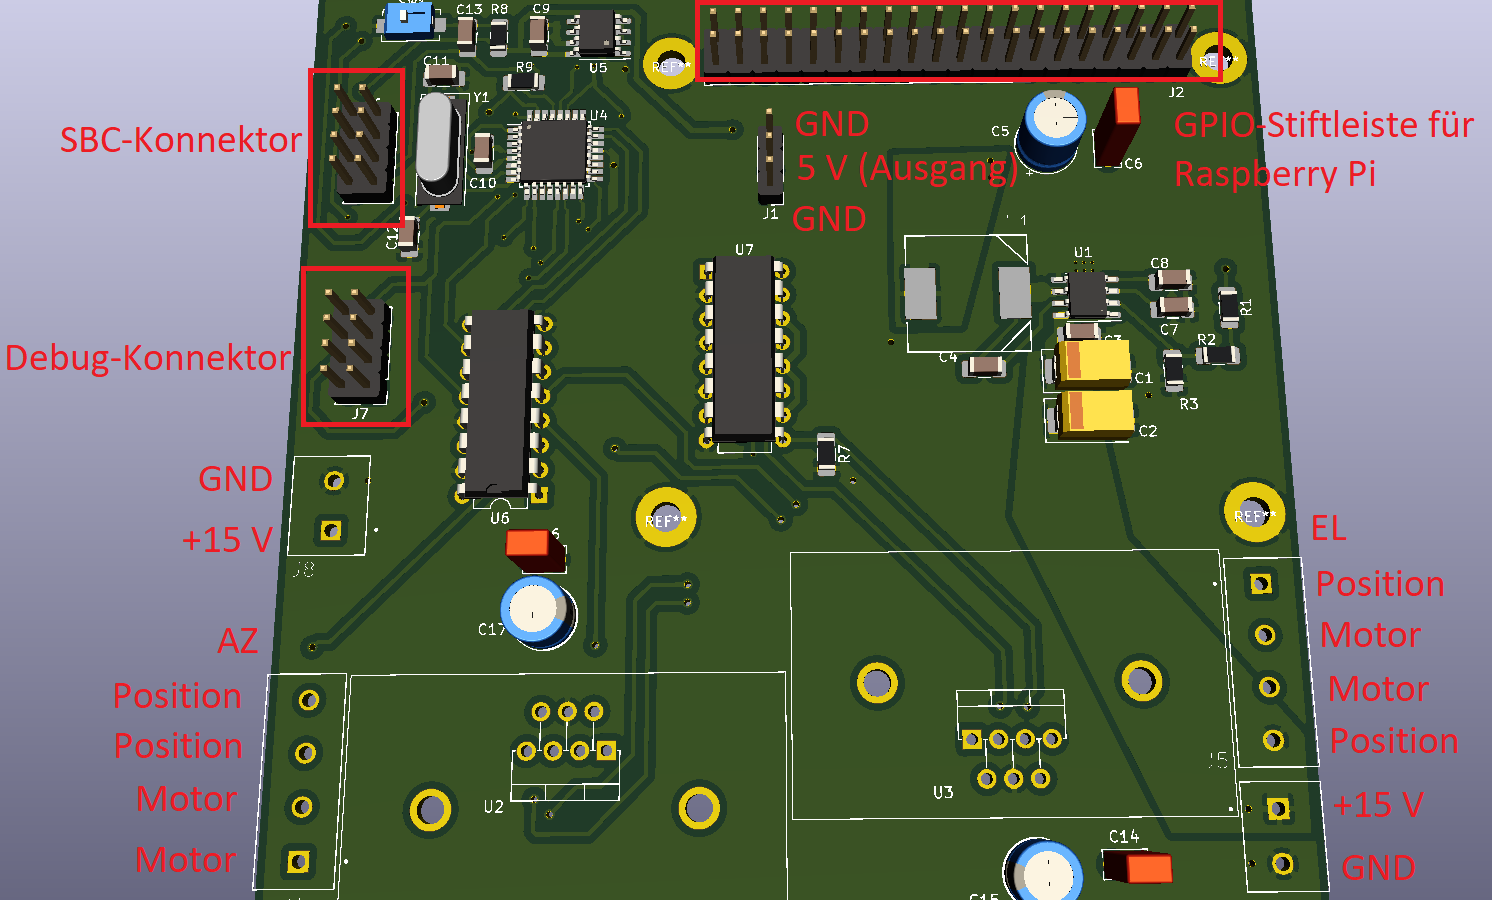 C13 R8 C9
C11
R9
U5
REF**
REF**
J2
Y1
U4
SBC-Konnektor
GND
C5
C6
GPIO-Stiftleiste für
5 V (Ausgang)
Raspberry Pi
C10
J1
GND
C12
U7
U1
C8
R1
C7
R2
Debug-Konnektor
C4
C1
R3
J7
C2
R7
GND
U6
REF**
REF**
EL
+15 V
J8
Position
C17
AZ
Motor
Position
Motor
Position
Position
J5
Motor
U2
U3
+15 V
C14
Motor
GND
C15